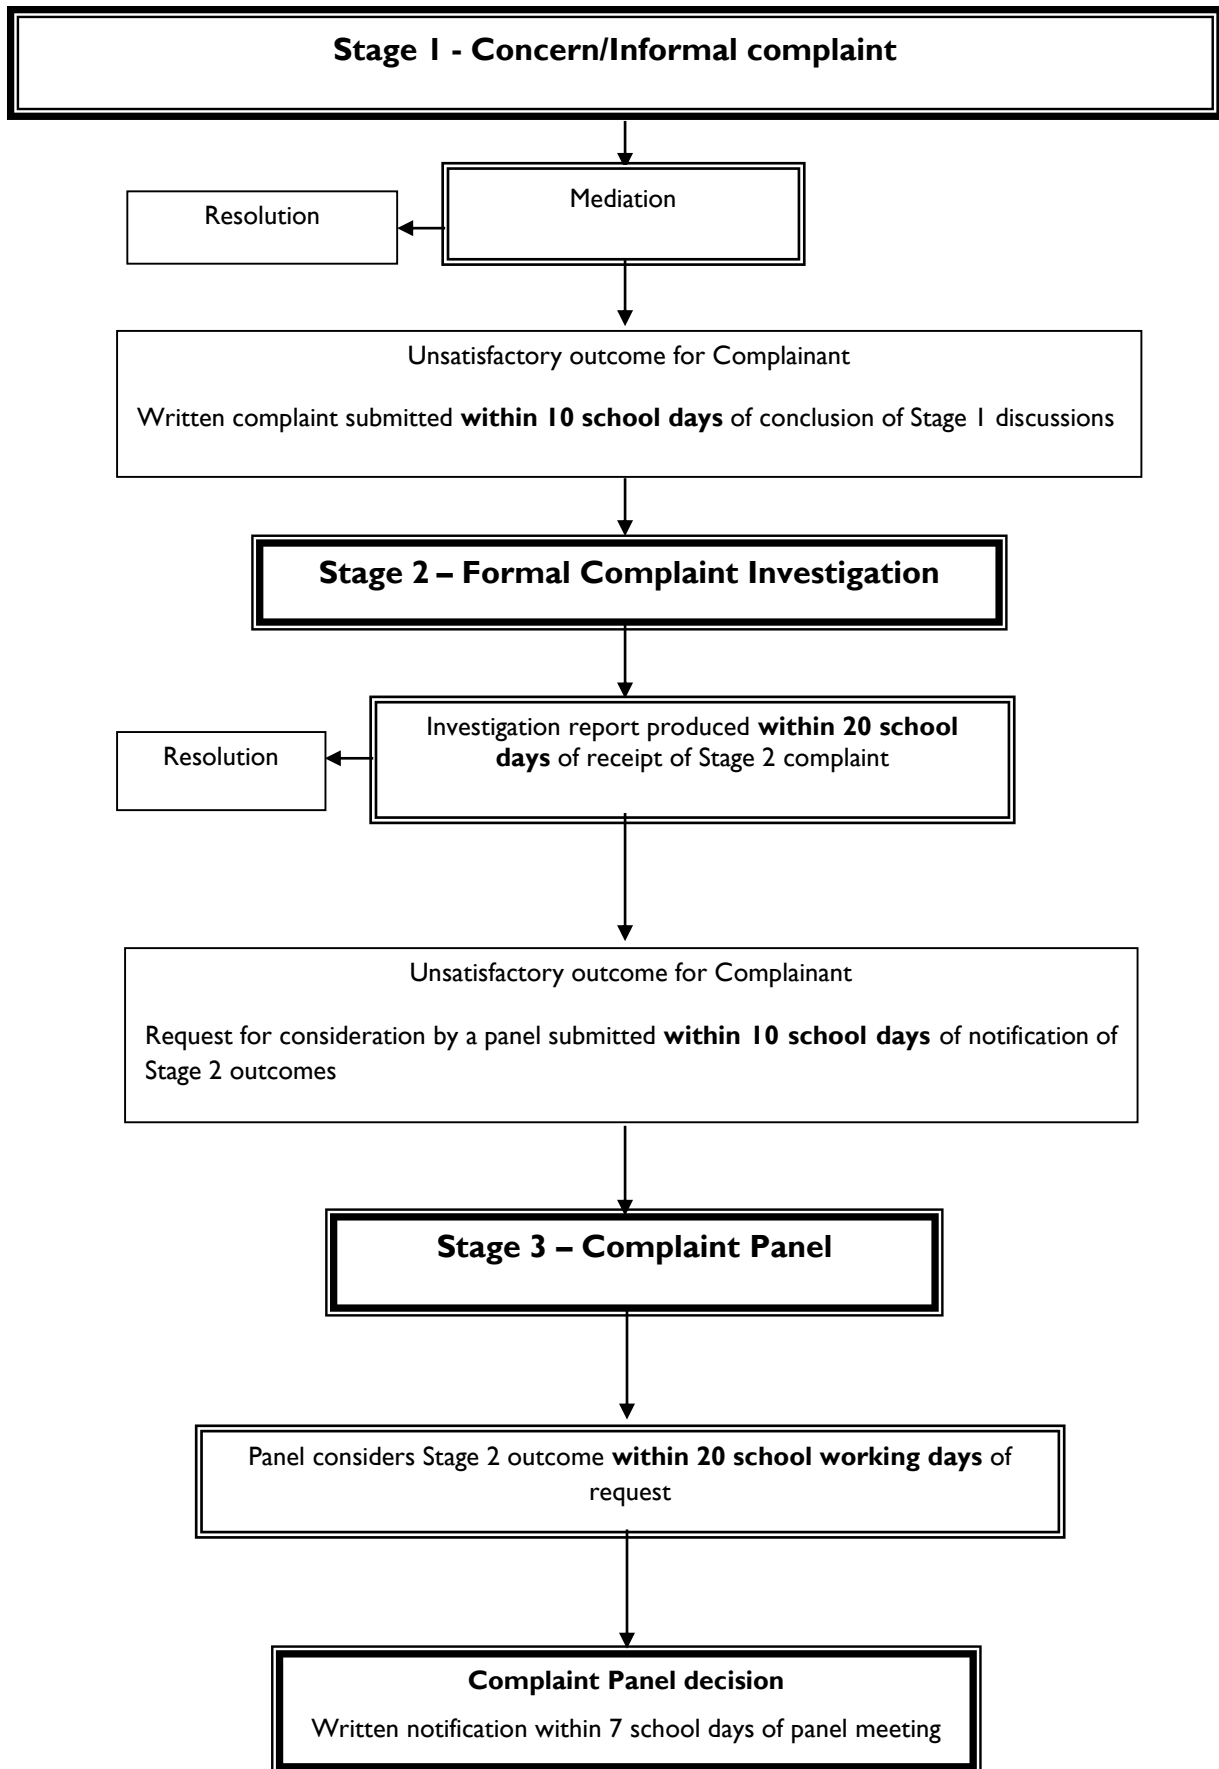 Stage 1 - Concern/Informal complaint
Mediation
Resolution
Unsatisfactory outcome for Complainant
Written complaint submitted within 10 school days of conclusion of Stage 1 discussions
Stage 2 – Formal Complaint Investigation
Investigation report produced within 20 school
days of receipt of Stage 2 complaint
Resolution
Unsatisfactory outcome for Complainant
Request for consideration by a panel submitted within 10 school days of notification of
Stage 2 outcomes
Stage 3 – Complaint Panel
Panel considers Stage 2 outcome within 20 school working days of
request
Complaint Panel decision
Written notification within 7 school days of panel meeting